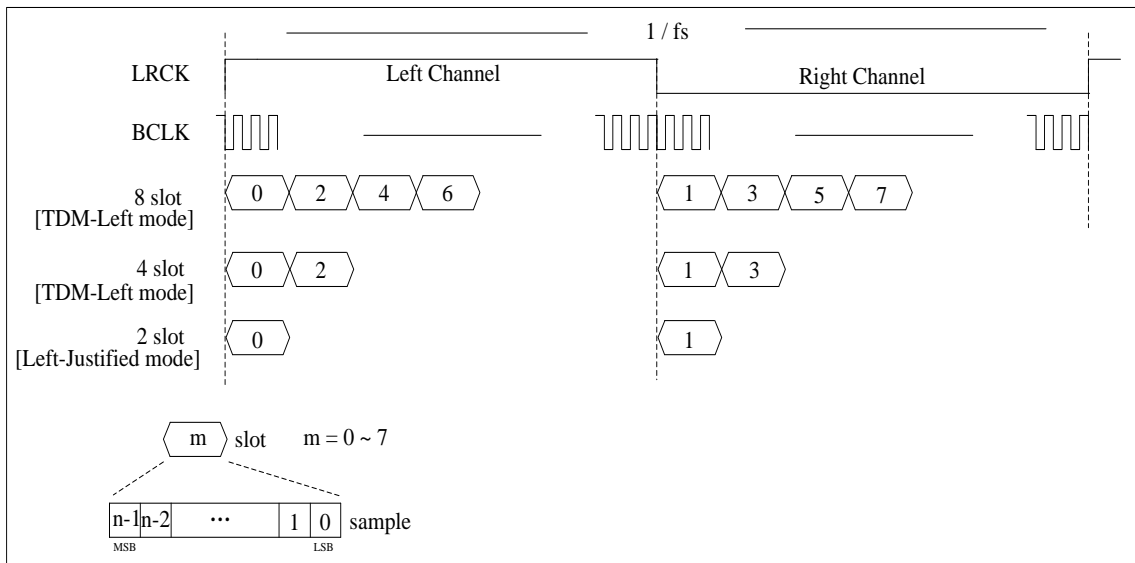 1 / fs
LRCK Left Channel Right Channel
BCLK
8 slot
[TDM-Left mode] 0 2 4 6 1 3 5 7
4 slot
[TDM-Left mode] 0 2 1 3
2 slot
[Left-Justified mode] 0 1
m slot m = 0 ~ 7
n-1 n-2 ... 1 0 sample
MSB LSB